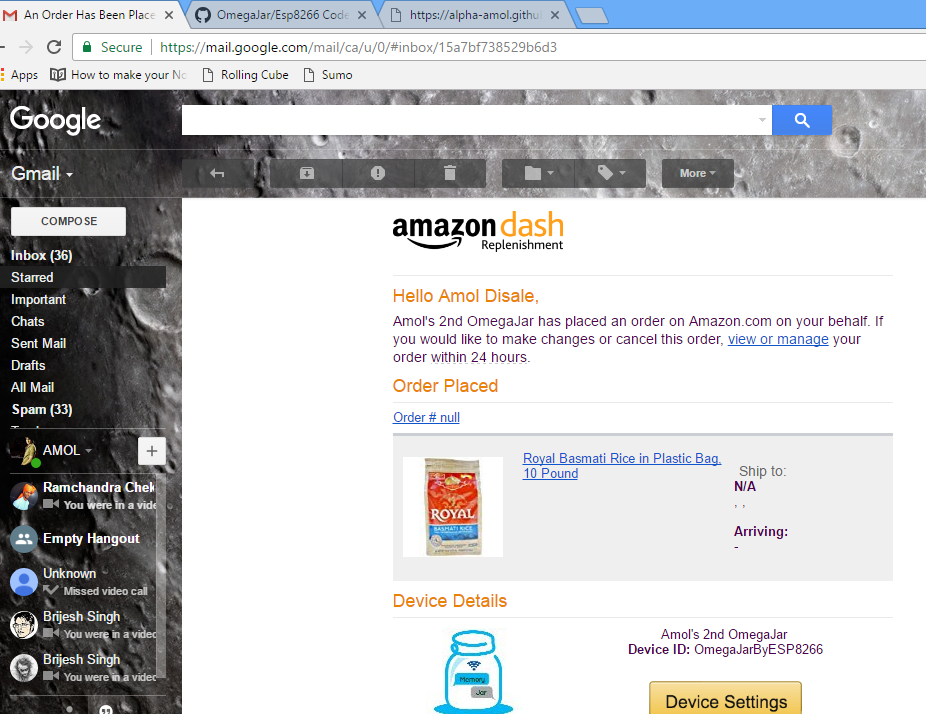 An Order Has Been Place
OmegaJar/Esp8266 Code
https://alpha-amol.githu
Secure
https://mail.google.com/mail/ca/u/0/#inbox/15a7bf738529b6d3
Apps
How to make your No
Rolling Cube
Sumo
Google
Gmail
More
COMPOSE
Inbox (36)
Starred
Important
Chats
Sent Mail
Drafts
All Mail
Spam (33)
AMOL
Ramchandra Chek
You were in a vide
Empty Hangout
Unknown
Missed video call
Brijesh Singh
You were in a video
Brijesh Singh
You were in a video
amazon dash
Replenishment
Hello Amol Disale,
Amol's 2nd OmegaJar has placed an order on Amazon.com on your behalf. If
you would like to make changes or cancel this order, view or manage your
order within 24 hours.
Order Placed
Order # null
Royal Basmati Rice in Plastic Bag,
10 Pound
ROYAL
BASMATI RICE
Ship to:
N/A
, ,
Arriving:
-
Device Details
Memory
Jar
Amol's 2nd OmegaJar
Device ID: OmegaJarByESP8266
Device Settings